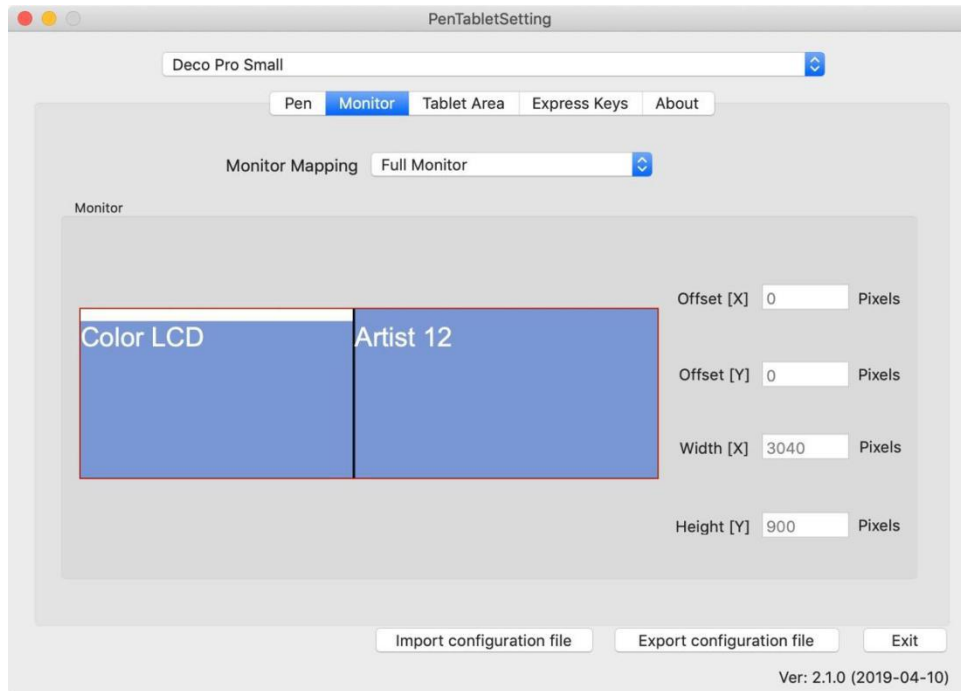 PenTabletSetting
Deco Pro Small
Pen Monitor Tablet Area Express Keys About
Monitor Mapping Full Monitor
Monitor
Offset [X] 0 Pixels
Color LCD Artist 12
Offset [Y] 0 Pixels
Width [X] 3040 Pixels
Height [Y] 900 Pixels
Import configuration file Export configuration file Exit
Ver: 2.1.0 (2019-04-10)